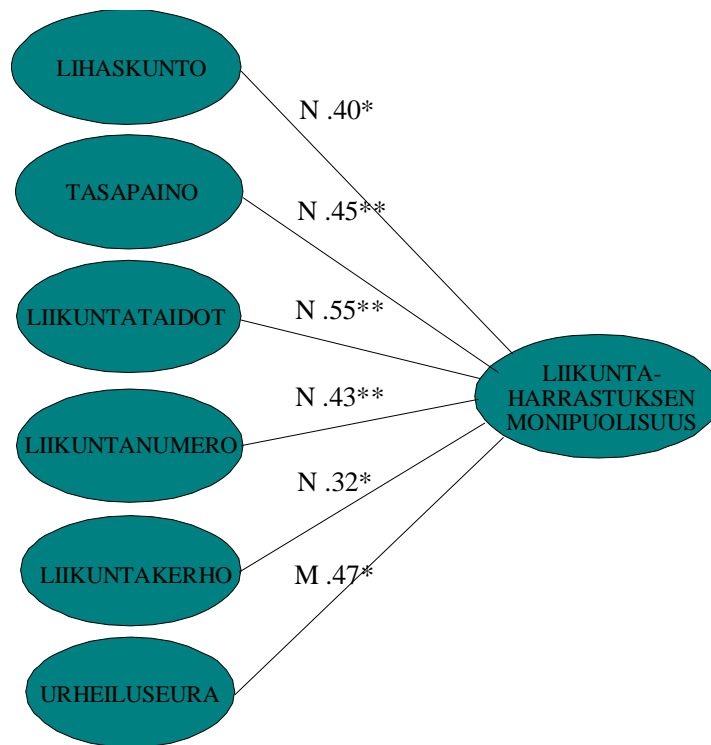 LIHASKUNTO
N .40*
TASAPAINO
N .45**
LIIKUNTATAIDOT
N .55**
LIIKUNTA-
HARRASTUKSEN
MONIPUOLISUUS
N .43**
LIIKUNTANUMERO
N .32*
LIIKUNTAKERHO
M .47*
URHEILUSEURA